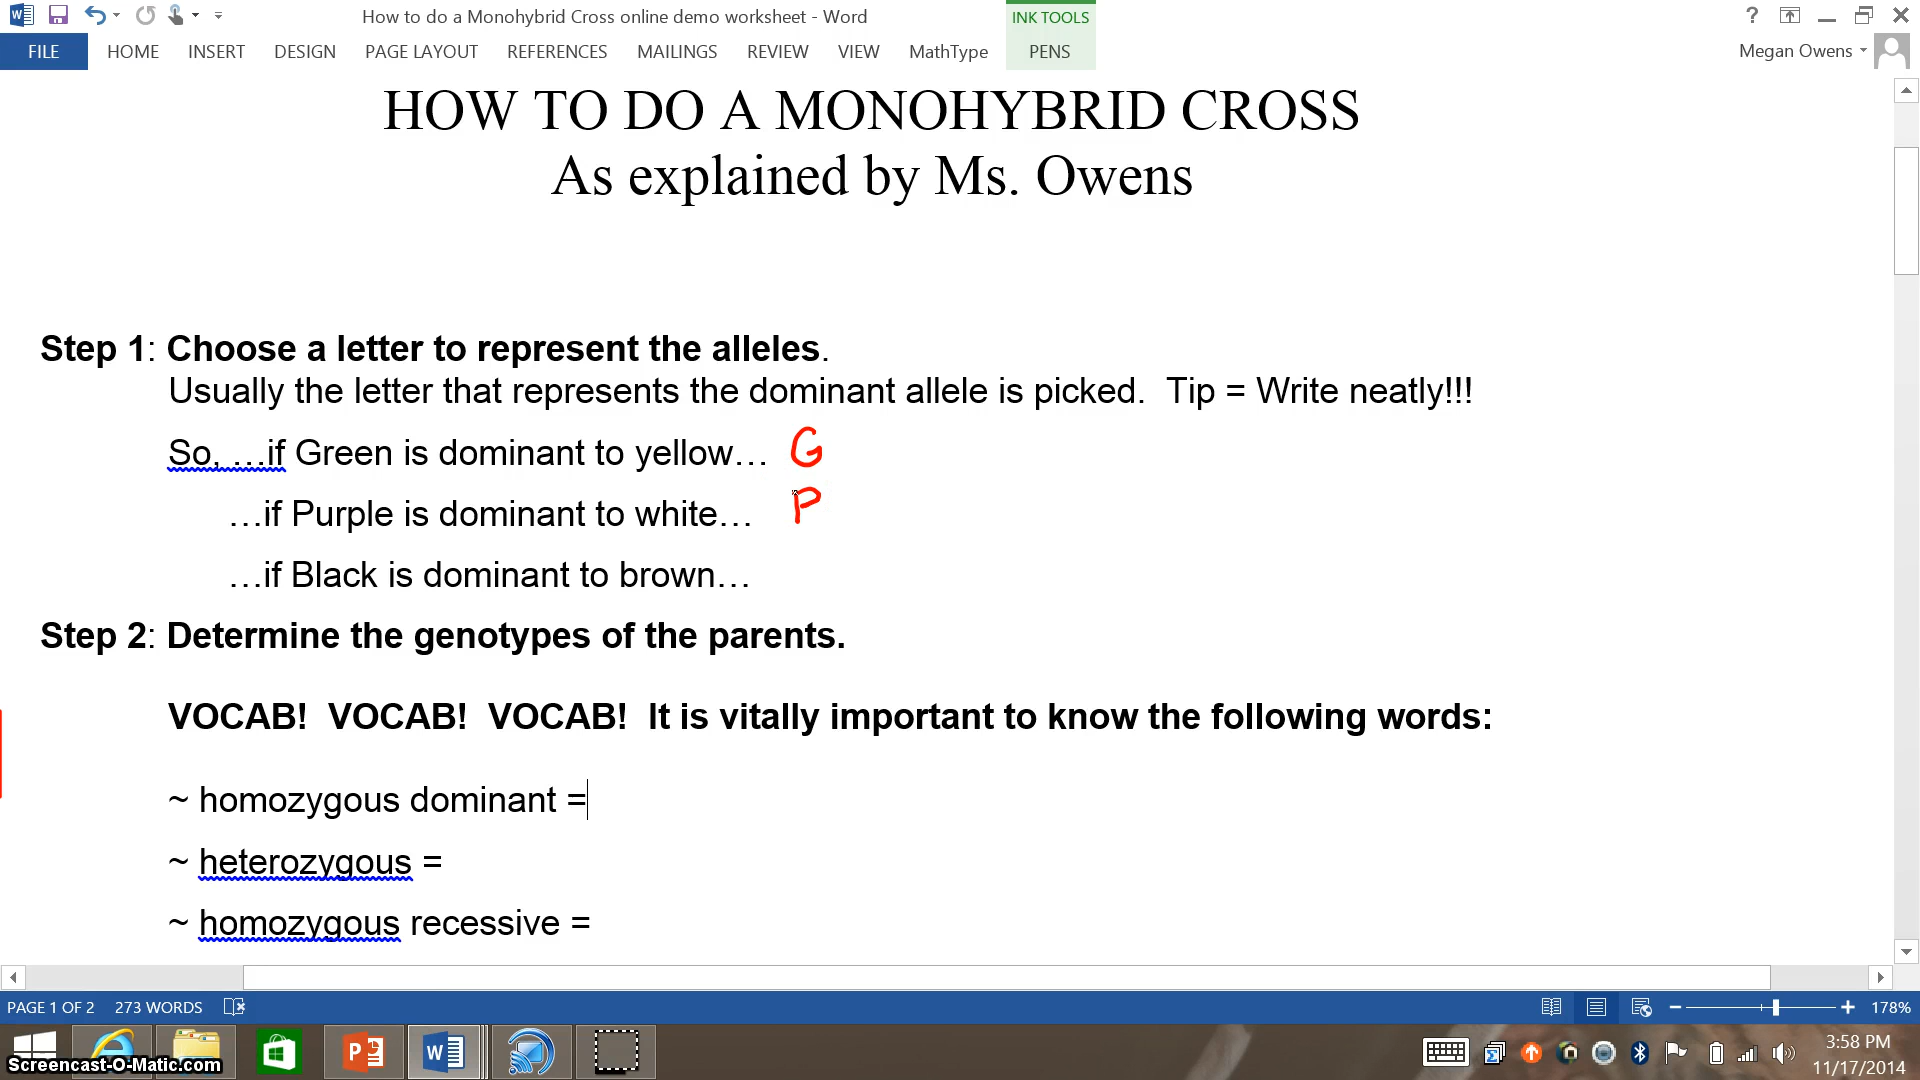 How to do a Monohybrid Cross online demo worksheet - Word
INK TOOLS
?
FILE HOME INSERT DESIGN PAGE LAYOUT REFERENCES MAILINGS REVIEW VIEW MathType PENS
Megan Owens
HOW TO DO A MONOHYBRID CROSS
As explained by Ms. Owens
Step 1: Choose a letter to represent the alleles.
Usually the letter that represents the dominant allele is picked. Tip = Write neatly!!!
So, …if Green is dominant to yellow… G
…if Purple is dominant to white… P
…if Black is dominant to brown…
Step 2: Determine the genotypes of the parents.
VOCAB! VOCAB! VOCAB! It is vitally important to know the following words:
~ homozygous dominant =
~ heterozygous =
~ homozygous recessive =
PAGE 1 OF 2 273 WORDS
178%
Screencast-O-Matic.com
3:58 PM
11/17/2014